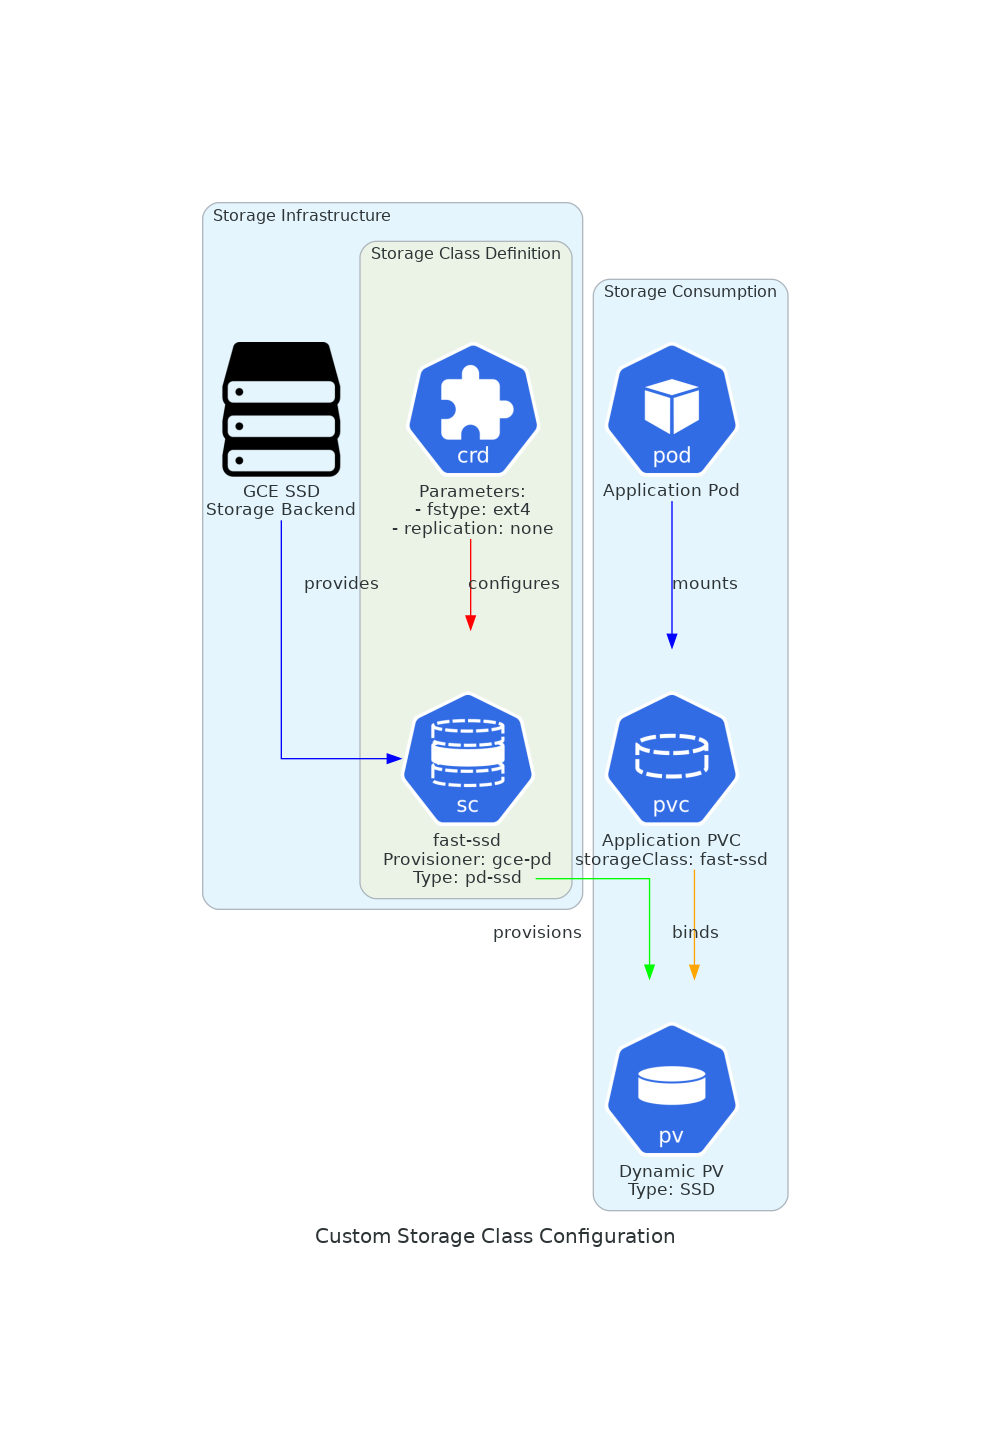 Storage Infrastructure
Storage Class Definition
Storage Consumption
crd
pod
GCE SSD
Storage Backend
Parameters:
- fstype: ext4
- replication: none
Application Pod
provides
configures
mounts
sc
pvc
fast-ssd
Provisioner: gce-pd
Type: pd-ssd
Application PVC
storageClass: fast-ssd
provisions
binds
pv
Dynamic PV
Type: SSD
Custom Storage Class Configuration